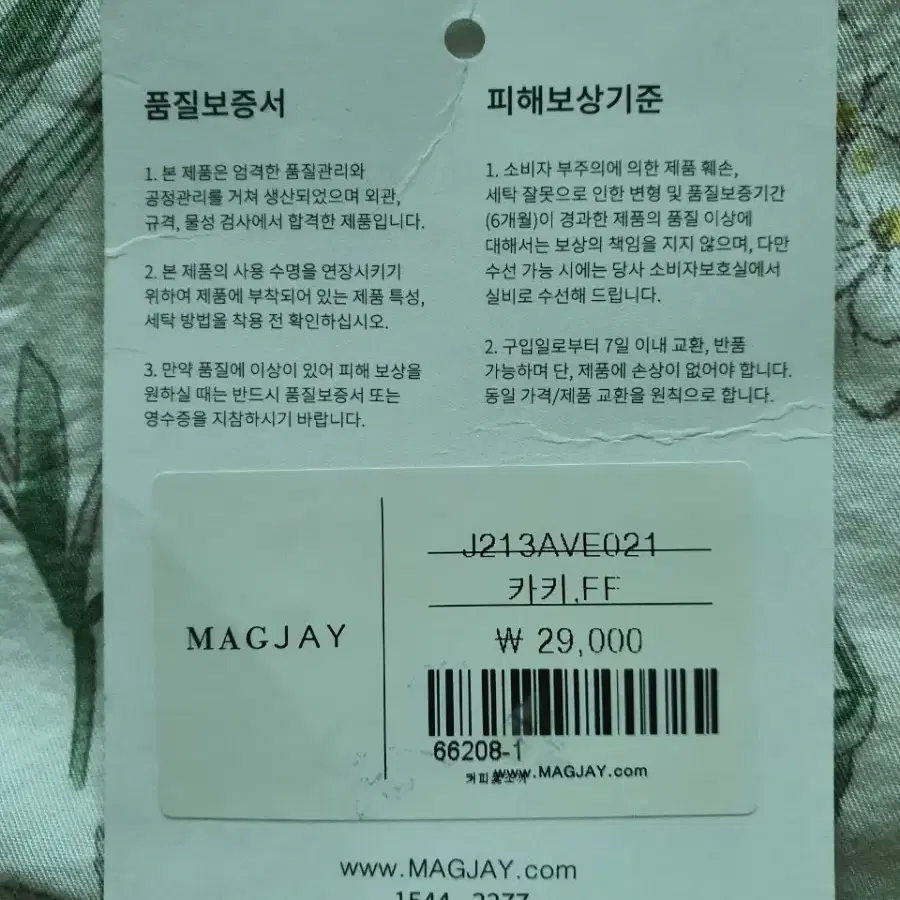 품질보증서
1. 본 제품은 엄격한 품질관리와
공정관리를 거쳐 생산되었으며 외관,
규격, 물성 검사에서 합격한 제품입니다.
2. 본 제품의 사용 수명을 연장시키기
위하여 제품에 부착되어 있는 제품 특성,
세탁 방법을 착용 전 확인하십시오.
3. 만약 품질에 이상이 있어 피해 보상을
원하실 때는 반드시 품질보증서 또는
영수증을 지참하시기 바랍니다.
피해보상기준
1. 소비자 부주의에 의한 제품 훼손,
세탁 잘못으로 인한 변형 및 품질보증기간
(6개월)이 경과한 제품의 품질 이상에
대해서는 보상의 책임을 지지 않으며, 다만
수선 가능 시에는 당사 소비자보호실에서
실비로 수선해 드립니다.
2. 구입일로부터 7일 이내 교환, 반품
가능하며 단, 제품에 손상이 없어야 합니다.
동일 가격/제품 교환을 원칙으로 합니다.
MAGJAY
J213AVE021
카키,FF
₩ 29,000
66208-1
www.MAGJAY.com
www.MAGJAY.com
1544